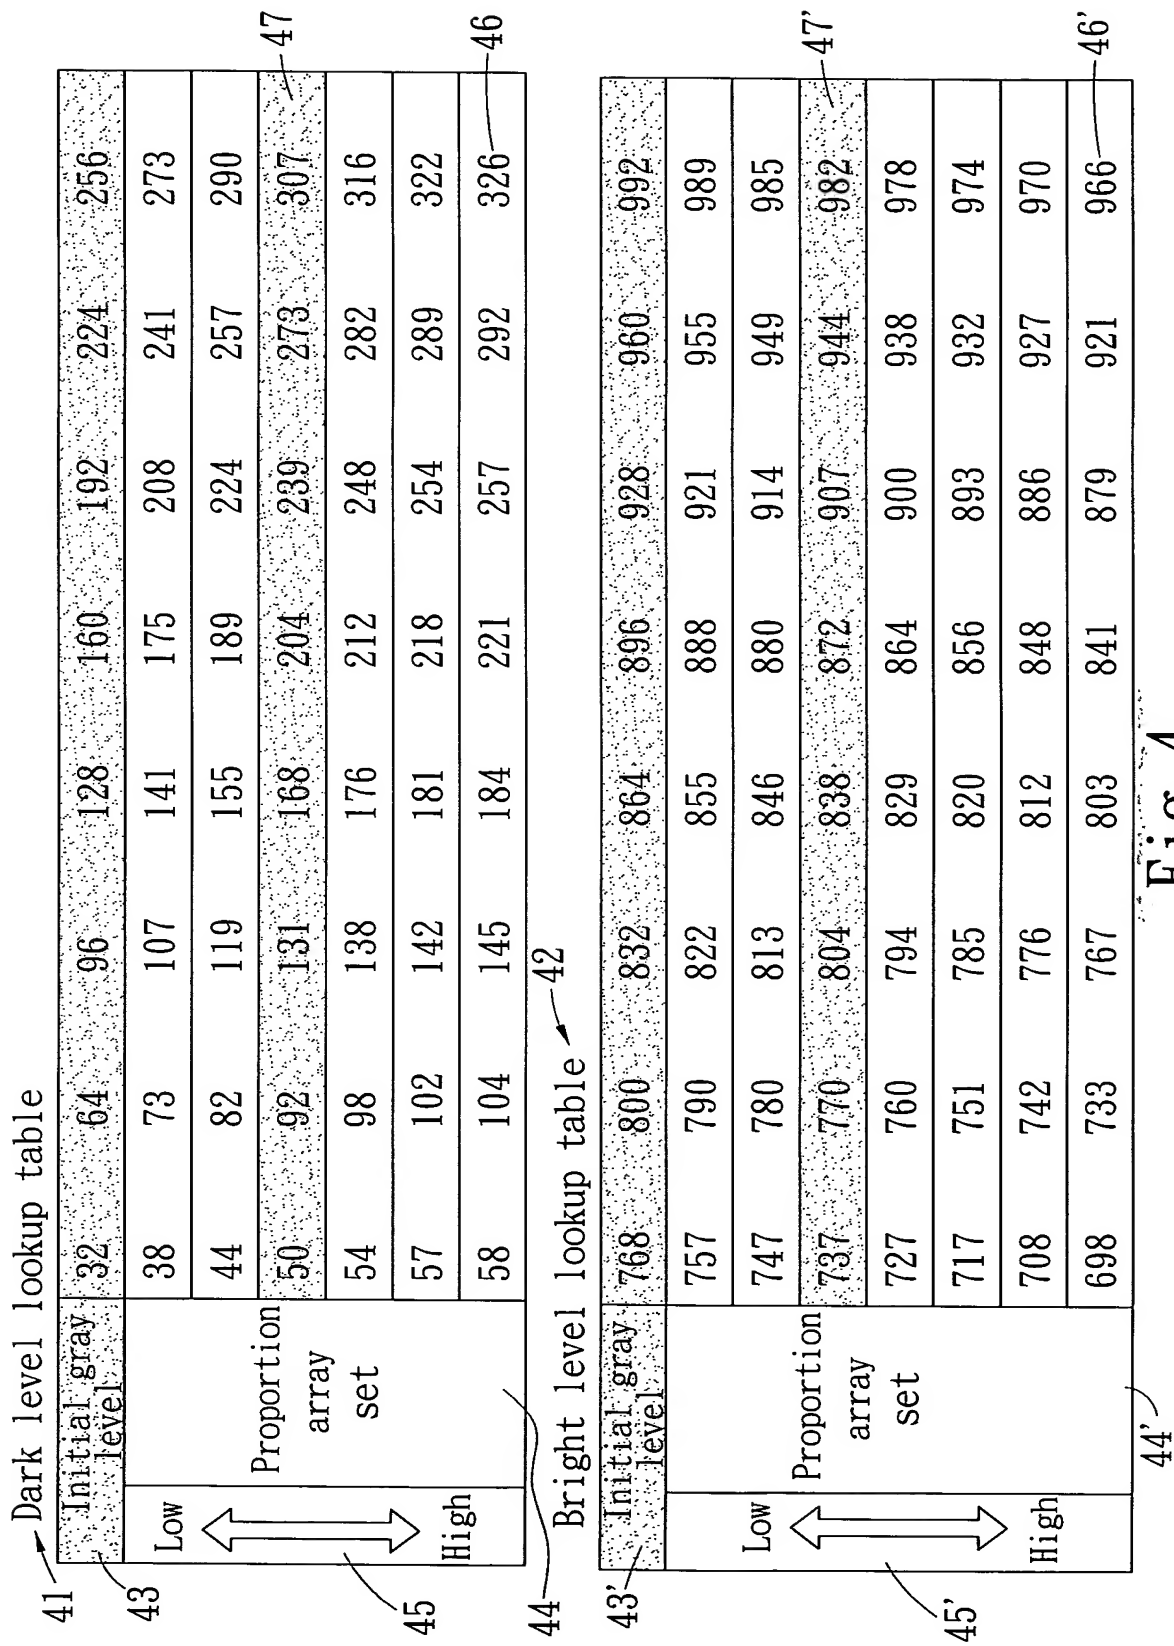 41 Dark level lookup table
43 Initial gray level 32 64 96 128 160 192 224 256
45 Low High
44 Proportion array set
38 73 107 141 175 208 241 273
44 82 119 155 189 224 257 290
50 92 131 168 204 239 273 307 47
54 98 138 176 212 248 282 316
57 102 142 181 218 254 289 322
58 104 145 184 221 257 292 326 46
Bright level lookup table 42
43' Initial gray level 768 800 832 864 896 928 960 992
45' Low High
44' Proportion array set
757 790 822 855 888 921 955 989
747 780 813 846 880 914 949 985
737 770 804 838 872 907 944 982 47'
727 760 794 829 864 900 938 978
717 751 785 820 856 893 932 974
708 742 776 812 848 886 927 970
698 733 767 803 841 879 921 966 46'
Fig. 4